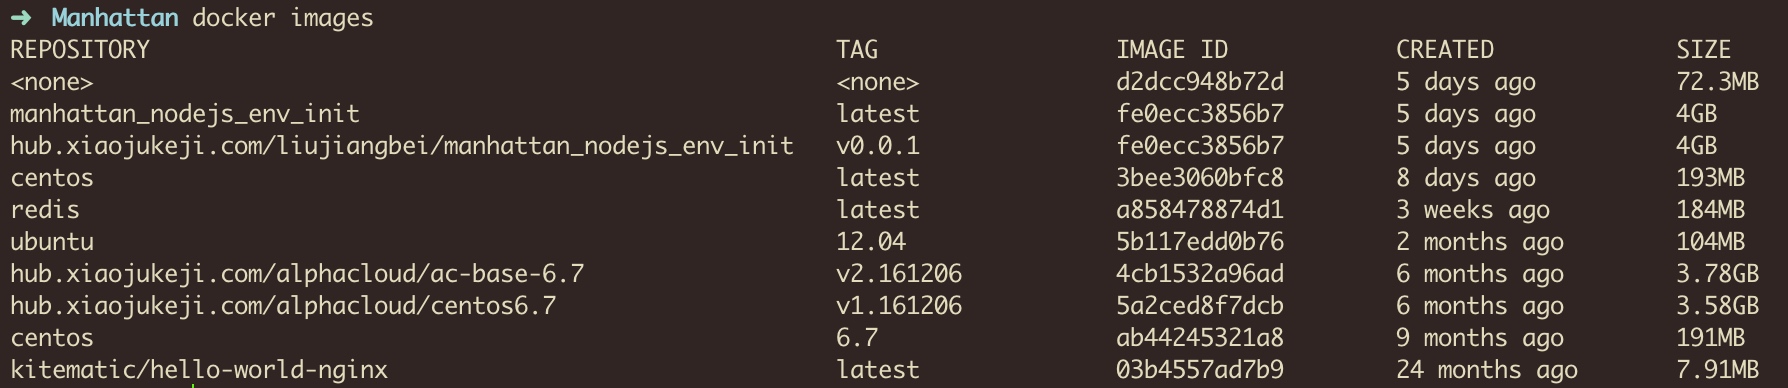 ➜ Manhattan docker images
REPOSITORY TAG IMAGE ID CREATED SIZE
<none> <none> d2dcc948b72d 5 days ago 72.3MB
manhattan_nodejs_env_init latest fe0ecc3856b7 5 days ago 4GB
hub.xiaojukeji.com/liujiangbei/manhattan_nodejs_env_init v0.0.1 fe0ecc3856b7 5 days ago 4GB
centos latest 3bee3060bfc8 8 days ago 193MB
redis latest a858478874d1 3 weeks ago 184MB
ubuntu 12.04 5b117edd0b76 2 months ago 104MB
hub.xiaojukeji.com/alphacloud/ac-base-6.7 v2.161206 4cb1532a96ad 6 months ago 3.78GB
hub.xiaojukeji.com/alphacloud/centos6.7 v1.161206 5a2ced8f7dcb 6 months ago 3.58GB
centos 6.7 ab44245321a8 9 months ago 191MB
kitematic/hello-world-nginx latest 03b4557ad7b9 24 months ago 7.91MB